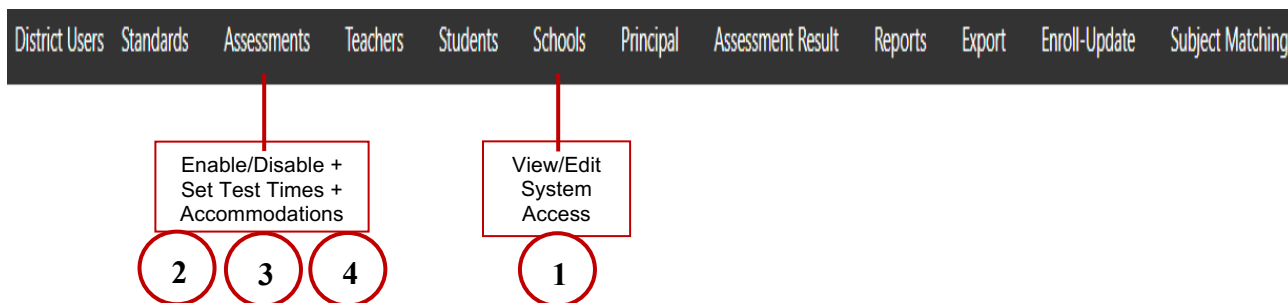 District Users Standards Assessments Teachers Students Schools Principal Assessment Result Reports Export Enroll-Update Subject Matching
Enable/Disable +
Set Test Times +
Accommodations
View/Edit
System
Access
2 3 4 1